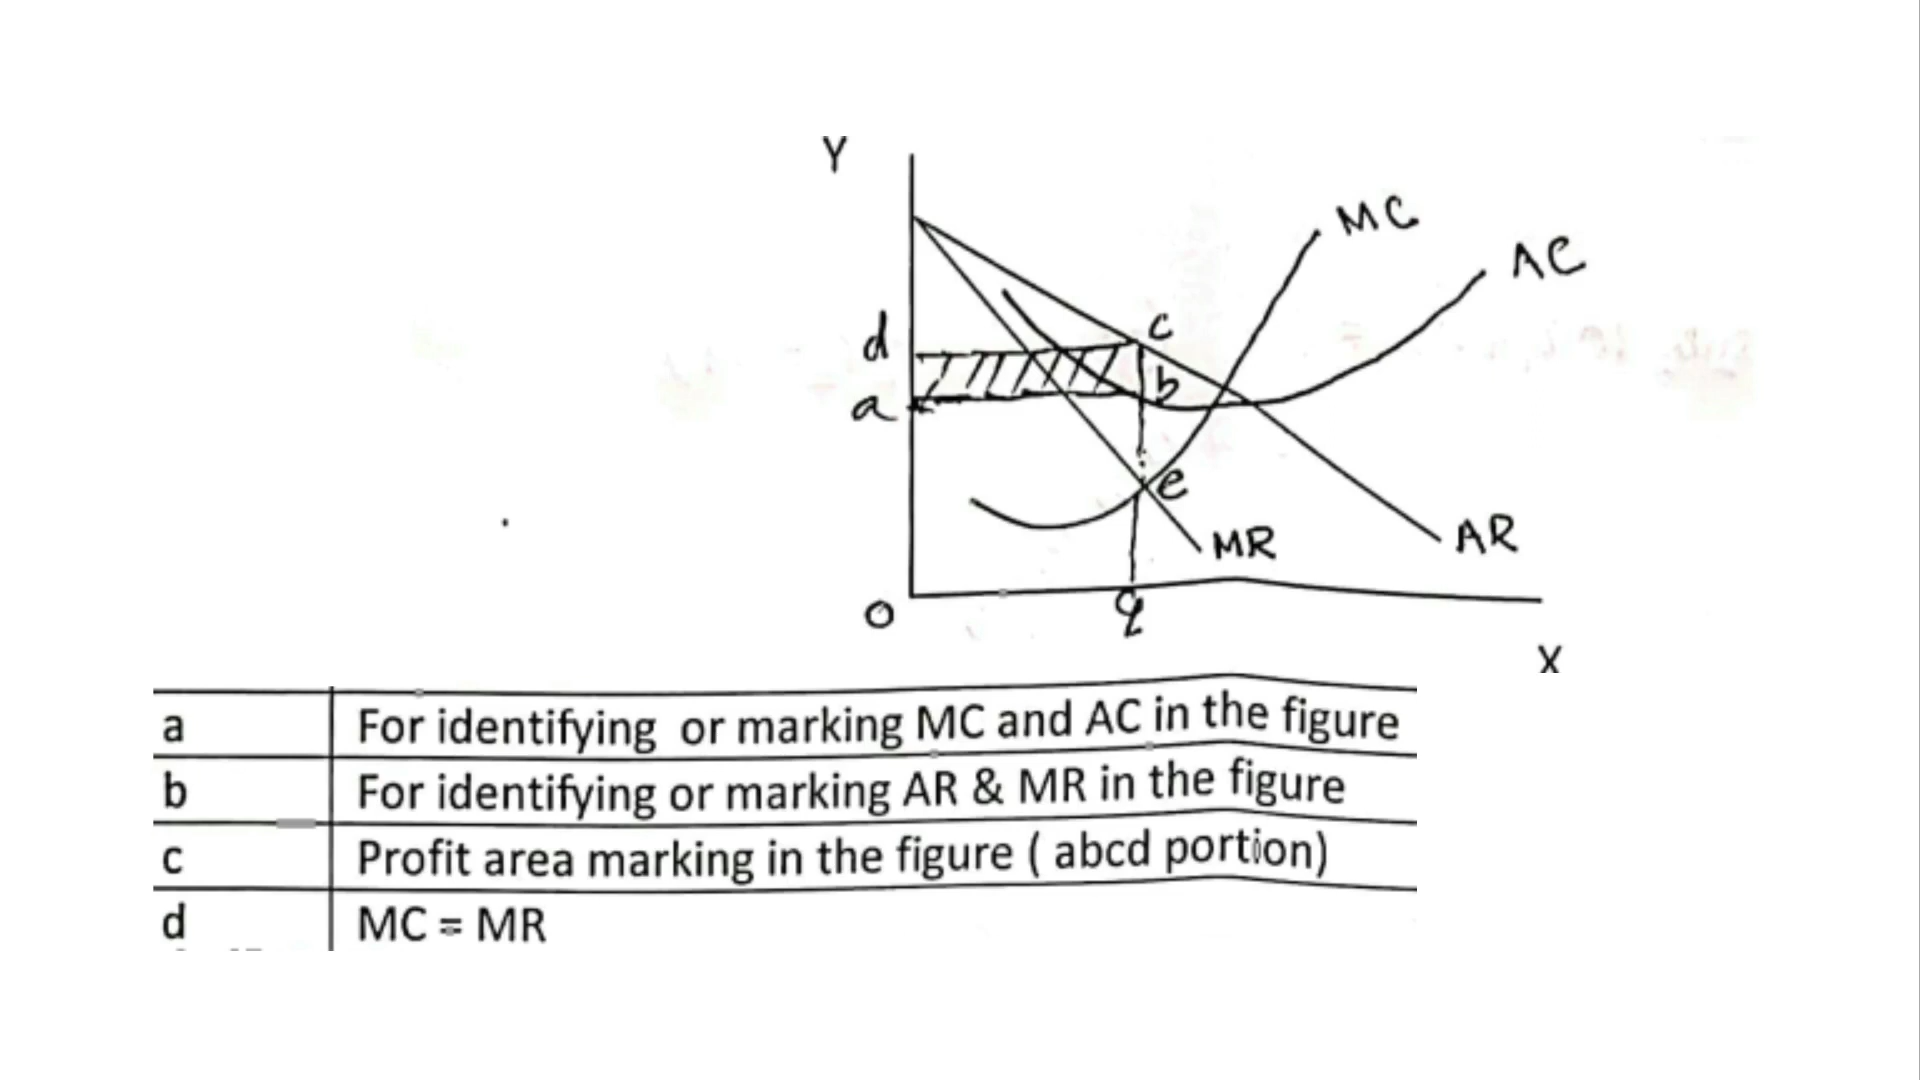 Y
MC
AC
d
c
b
a
e
MR
AR
O
q
X
a For identifying or marking MC and AC in the figure
b For identifying or marking AR & MR in the figure
c Profit area marking in the figure ( abcd portion)
d MC = MR